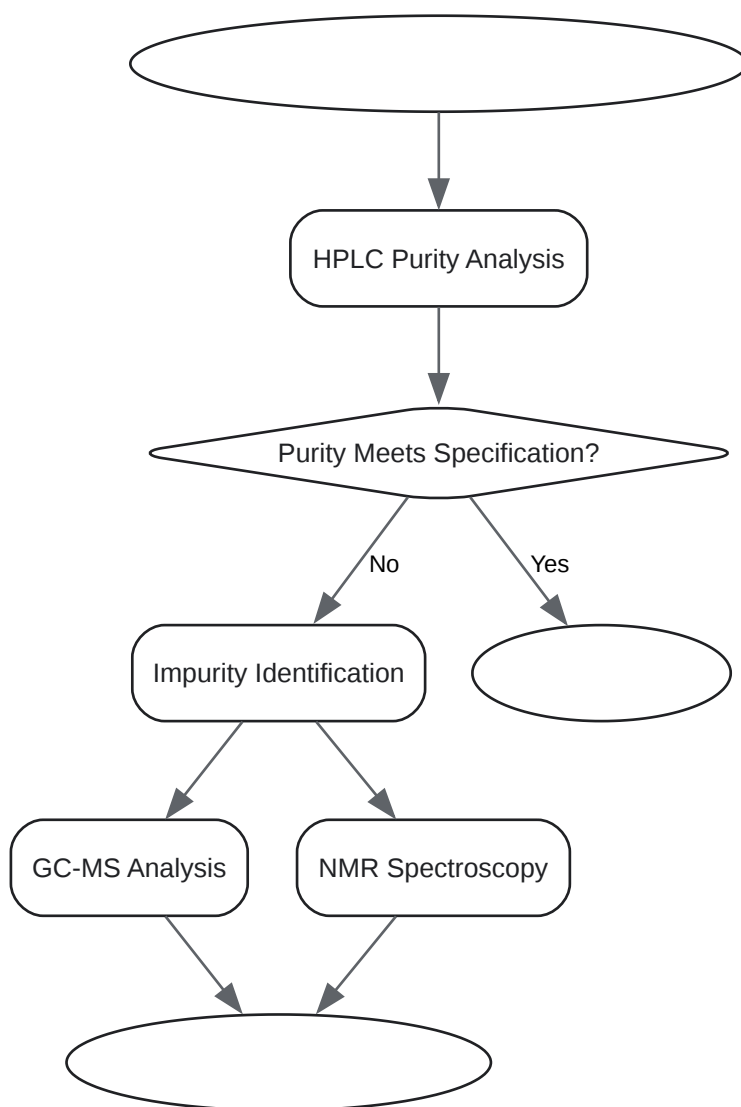 HPLC Purity Analysis
Purity Meets Specification?
No
Yes
Impurity Identification
GC-MS Analysis
NMR Spectroscopy